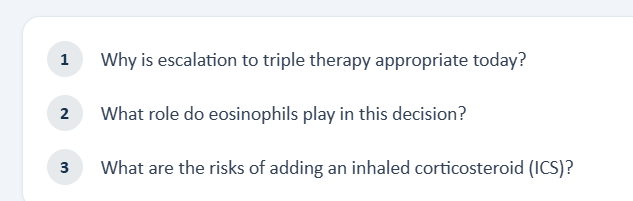 1 Why is escalation to triple therapy appropriate today?
2 What role do eosinophils play in this decision?
3 What are the risks of adding an inhaled corticosteroid (ICS)?